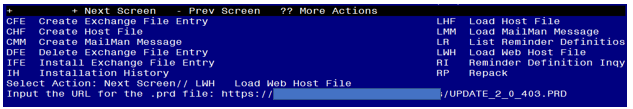 + + Next Screen - Prev Screen ?? More Actions
CFE Create Exchange File Entry LHF Load Host File
CHF Create Host File LMM Load MailMan Message
CMM Create MailMan Message LR List Reminder Definitios
DFE Delete Exchange File Entry LWH Load Web Host File
IFE Install Exchange File Entry RI Reminder Definition Inqy
IH Installation History RP Repack
Select Action: Next Screen// LWH Load Web Host File
Input the URL for the .prd file: https:// /UPDATE_2_0_403.PRD